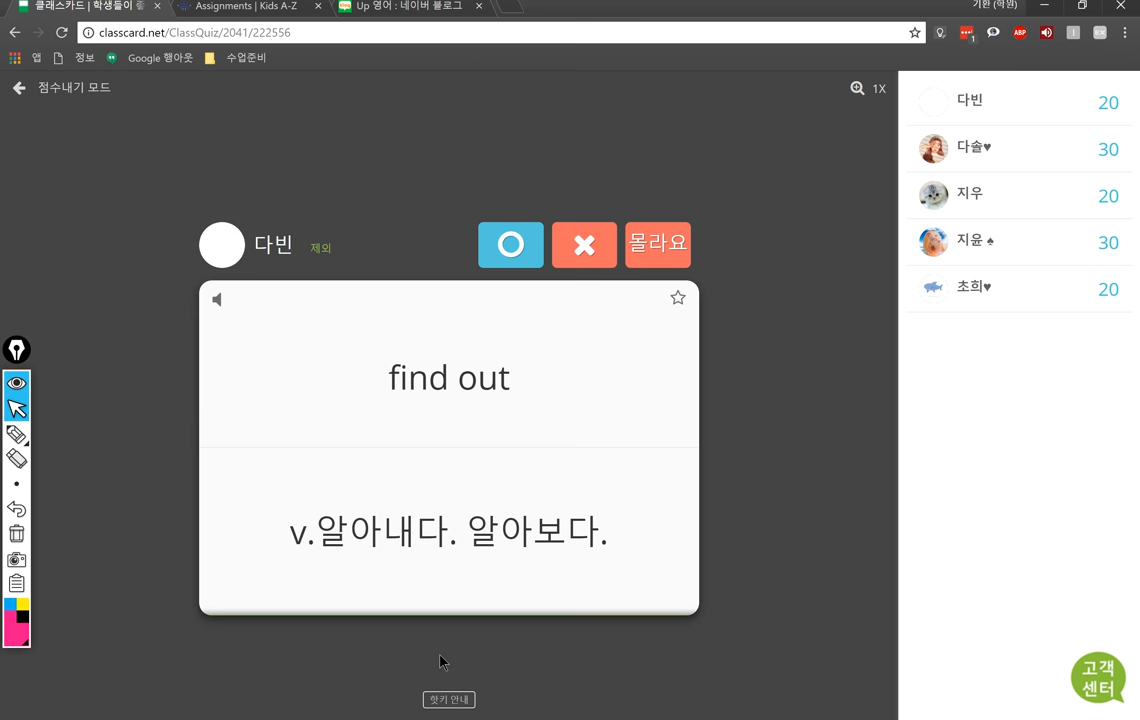 클래스카드 | 학생들이 좋
Assignments | Kids A-Z
Up 영어 : 네이버 블로그
기환 (학원)
classcard.net/ClassQuiz/2041/222556
1
ABP
앱
정보
Google 행아웃
수업준비
점수내기 모드
1X
다빈
20
다솔♥
30
지우
20
지윤♠
30
초희♥
20
다빈
제외
몰라요
find out
v.알아내다. 알아보다.
핫키 안내
고객
센터